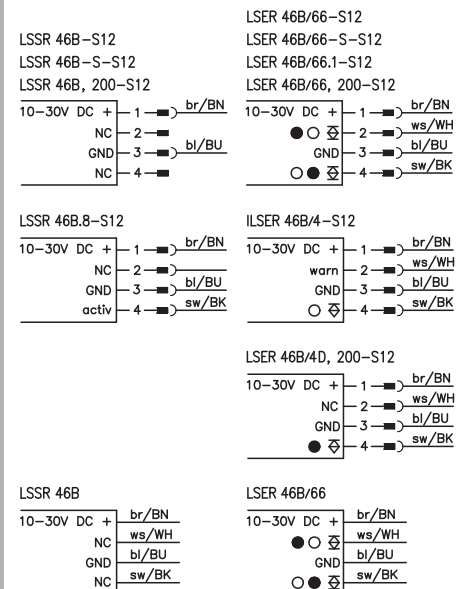 LSSR 46B-S12
LSSR 46B-S-S12
LSSR 46B, 200-S12
10-30V DC + 1 br/BN
NC 2
GND 3 bl/BU
NC 4
LSER 46B/66-S12
LSER 46B/66-S-S12
LSER 46B/66.1-S12
LSER 46B/66, 200-S12
10-30V DC + 1 br/BN
2 ws/WH
GND 3 bl/BU
4 sw/BK
LSSR 46B.8-S12
10-30V DC + 1 br/BN
NC 2
GND 3 bl/BU
activ 4 sw/BK
ILSER 46B/4-S12
10-30V DC + 1 br/BN
warn 2 ws/WH
GND 3 bl/BU
4 sw/BK
LSER 46B/4D, 200-S12
10-30V DC + 1 br/BN
NC 2 ws/WH
GND 3 bl/BU
4 sw/BK
LSSR 46B
10-30V DC + br/BN
NC ws/WH
GND bl/BU
NC sw/BK
LSER 46B/66
10-30V DC + br/BN
ws/WH
GND bl/BU
sw/BK